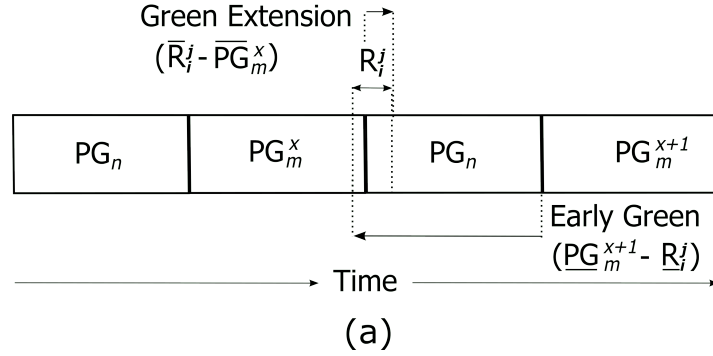 Green Extension
(R̅ᵢʲ - P̅G̅ₘˣ)
Rᵢʲ
PGₙ PGₘˣ PGₙ PGₘˣ⁺¹
Early Green
(P̲G̲ₘˣ⁺¹ - R̲ᵢʲ)
Time
(a)